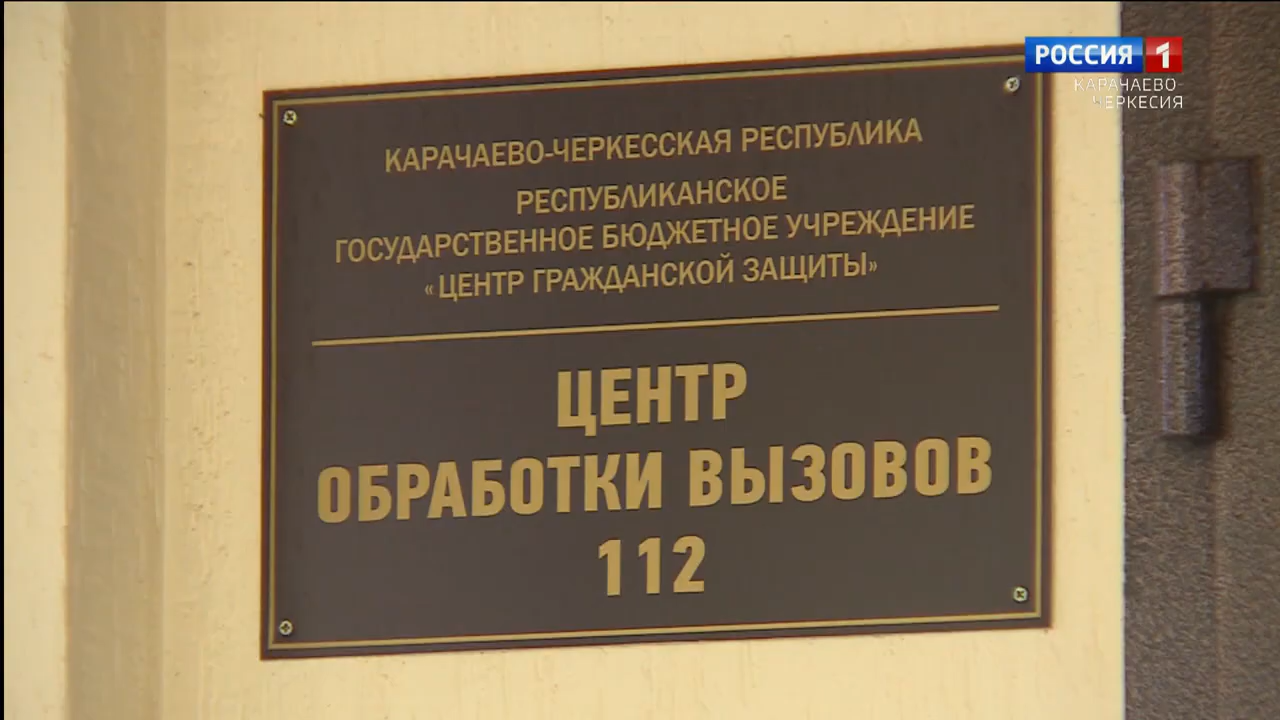 РОССИЯ 1
КАРАЧАЕВО-
ЧЕРКЕСИЯ
КАРАЧАЕВО-ЧЕРКЕССКАЯ РЕСПУБЛИКА
РЕСПУБЛИКАНСКОЕ
ГОСУДАРСТВЕННОЕ БЮДЖЕТНОЕ УЧРЕЖДЕНИЕ
«ЦЕНТР ГРАЖДАНСКОЙ ЗАЩИТЫ»
ЦЕНТР
ОБРАБОТКИ ВЫЗОВОВ
112